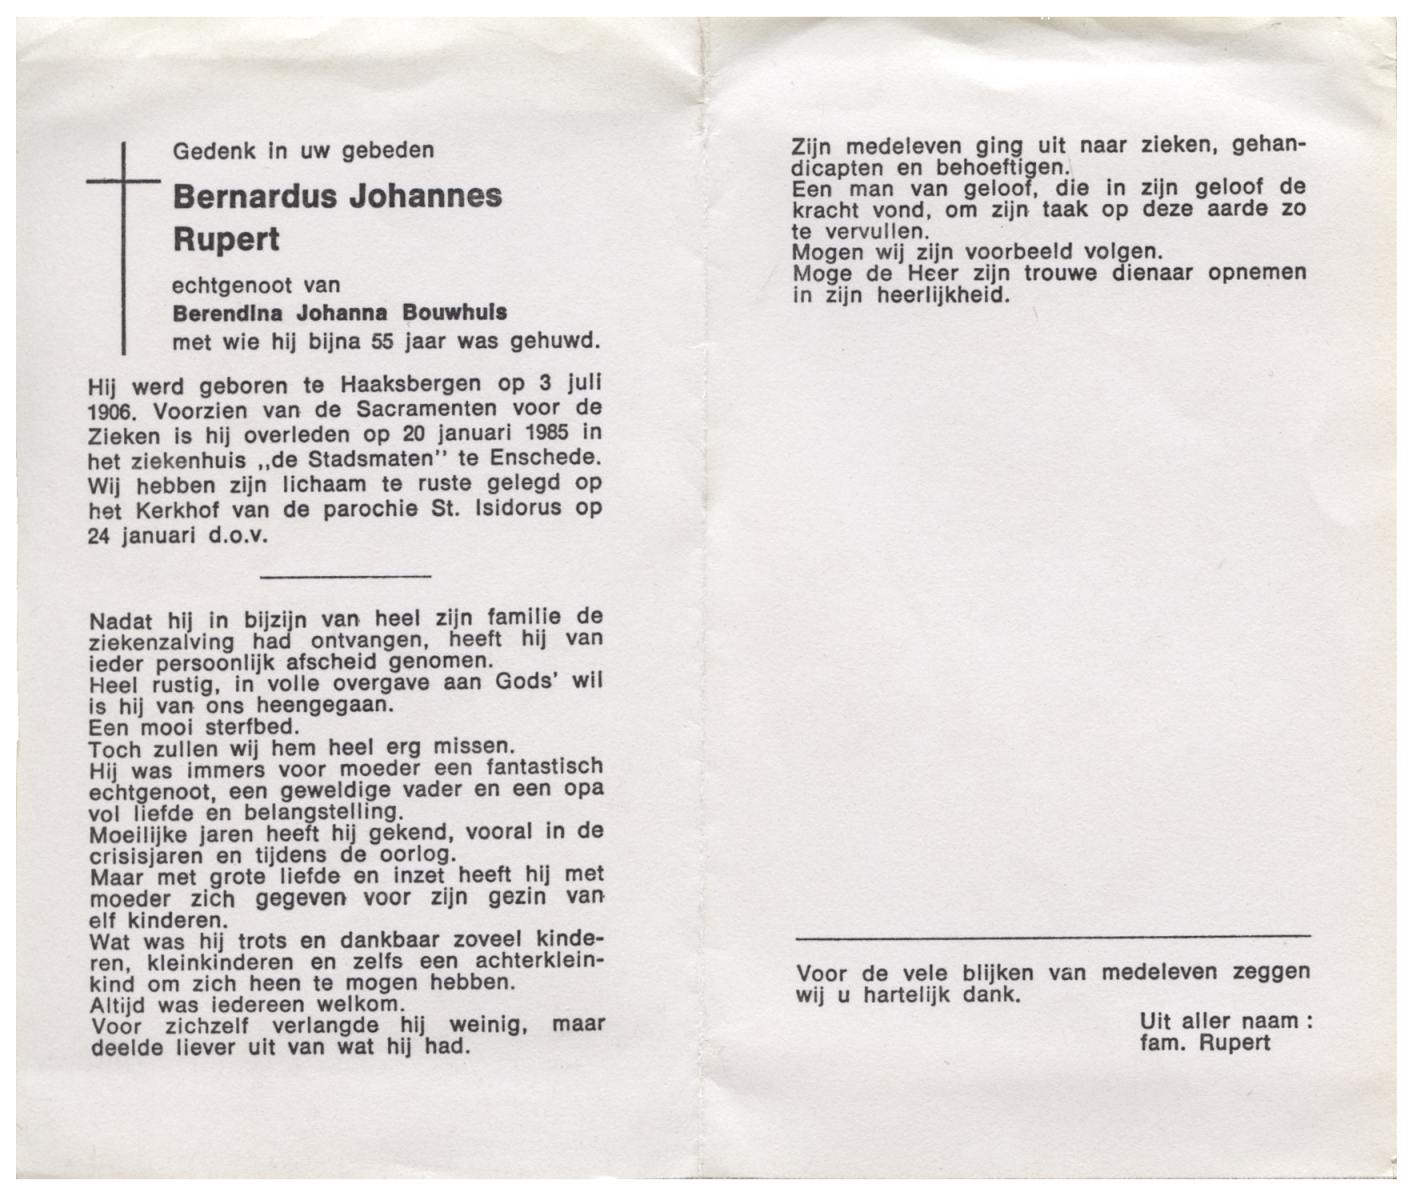 Gedenk in uw gebeden
Bernardus Johannes
Rupert
echtgenoot van
Berendina Johanna Bouwhuis
met wie hij bijna 55 jaar was gehuwd.
Hij werd geboren te Haaksbergen op 3 juli
1906. Voorzien van de Sacramenten voor de
Zieken is hij overleden op 20 januari 1985 in
het ziekenhuis ,,de Stadsmaten'' te Enschede.
Wij hebben zijn lichaam te ruste gelegd op
het Kerkhof van de parochie St. Isidorus op
24 januari d.o.v.
Nadat hij in bijzijn van heel zijn familie de
ziekenzalving had ontvangen, heeft hij van
ieder persoonlijk afscheid genomen.
Heel rustig, in volle overgave aan Gods' wil
is hij van ons heengegaan.
Een mooi sterfbed.
Toch zullen wij hem heel erg missen.
Hij was immers voor moeder een fantastisch
echtgenoot, een geweldige vader en een opa
vol liefde en belangstelling.
Moeilijke jaren heeft hij gekend, vooral in de
crisisjaren en tijdens de oorlog.
Maar met grote liefde en inzet heeft hij met
moeder zich gegeven voor zijn gezin van
elf kinderen.
Wat was hij trots en dankbaar zoveel kinde-
ren, kleinkinderen en zelfs een achterklein-
kind om zich heen te mogen hebben.
Altijd was iedereen welkom.
Voor zichzelf verlangde hij weinig, maar
deelde liever uit van wat hij had.
Zijn medeleven ging uit naar zieken, gehan-
dicapten en behoeftigen.
Een man van geloof, die in zijn geloof de
kracht vond, om zijn taak op deze aarde zo
te vervullen.
Mogen wij zijn voorbeeld volgen.
Moge de Heer zijn trouwe dienaar opnemen
in zijn heerlijkheid.
Voor de vele blijken van medeleven zeggen
wij u hartelijk dank.
Uit aller naam :
fam. Rupert